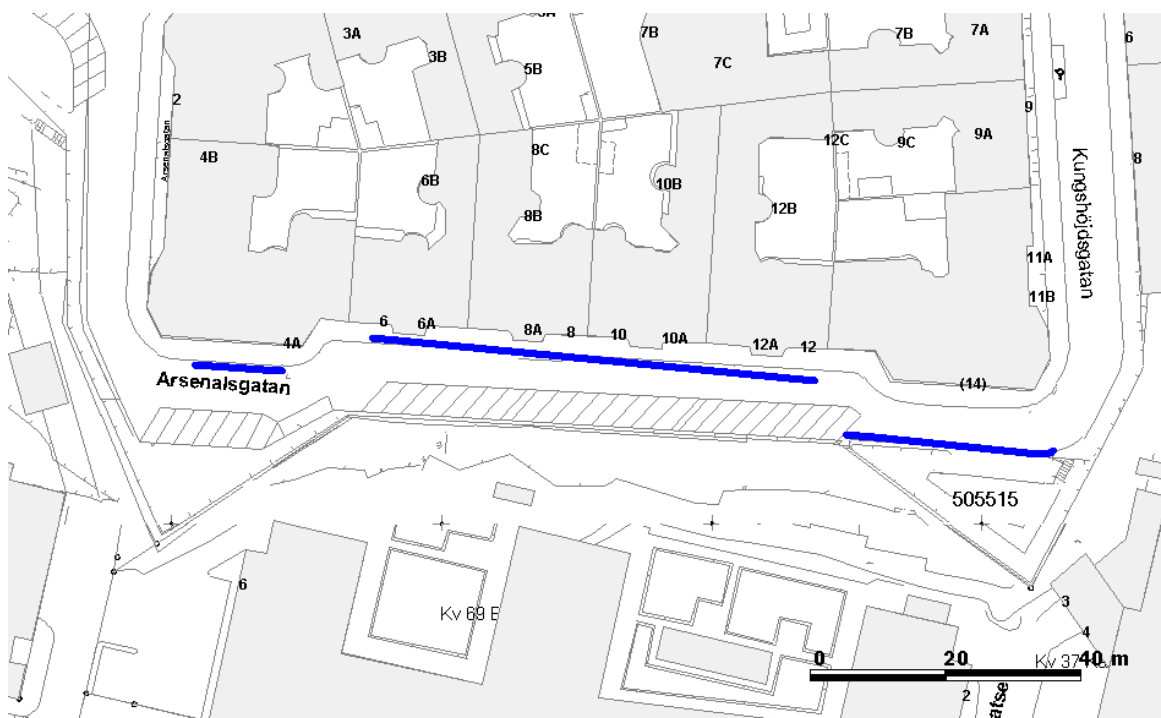 3A
3B
5B
7B
7C
7B
7A
6
2
Arsenalsgatan
4B
6B
8C
8B
10B
12C
12B
9C
9A
9
8
Kungshöjdsgatan
11A
11B
4A
6
6A
8A
8
10
10A
12A
12
(14)
Arsenalsgatan
505515
6
Kv 69 E
3
4
2
0 20 40 m
Kv 37